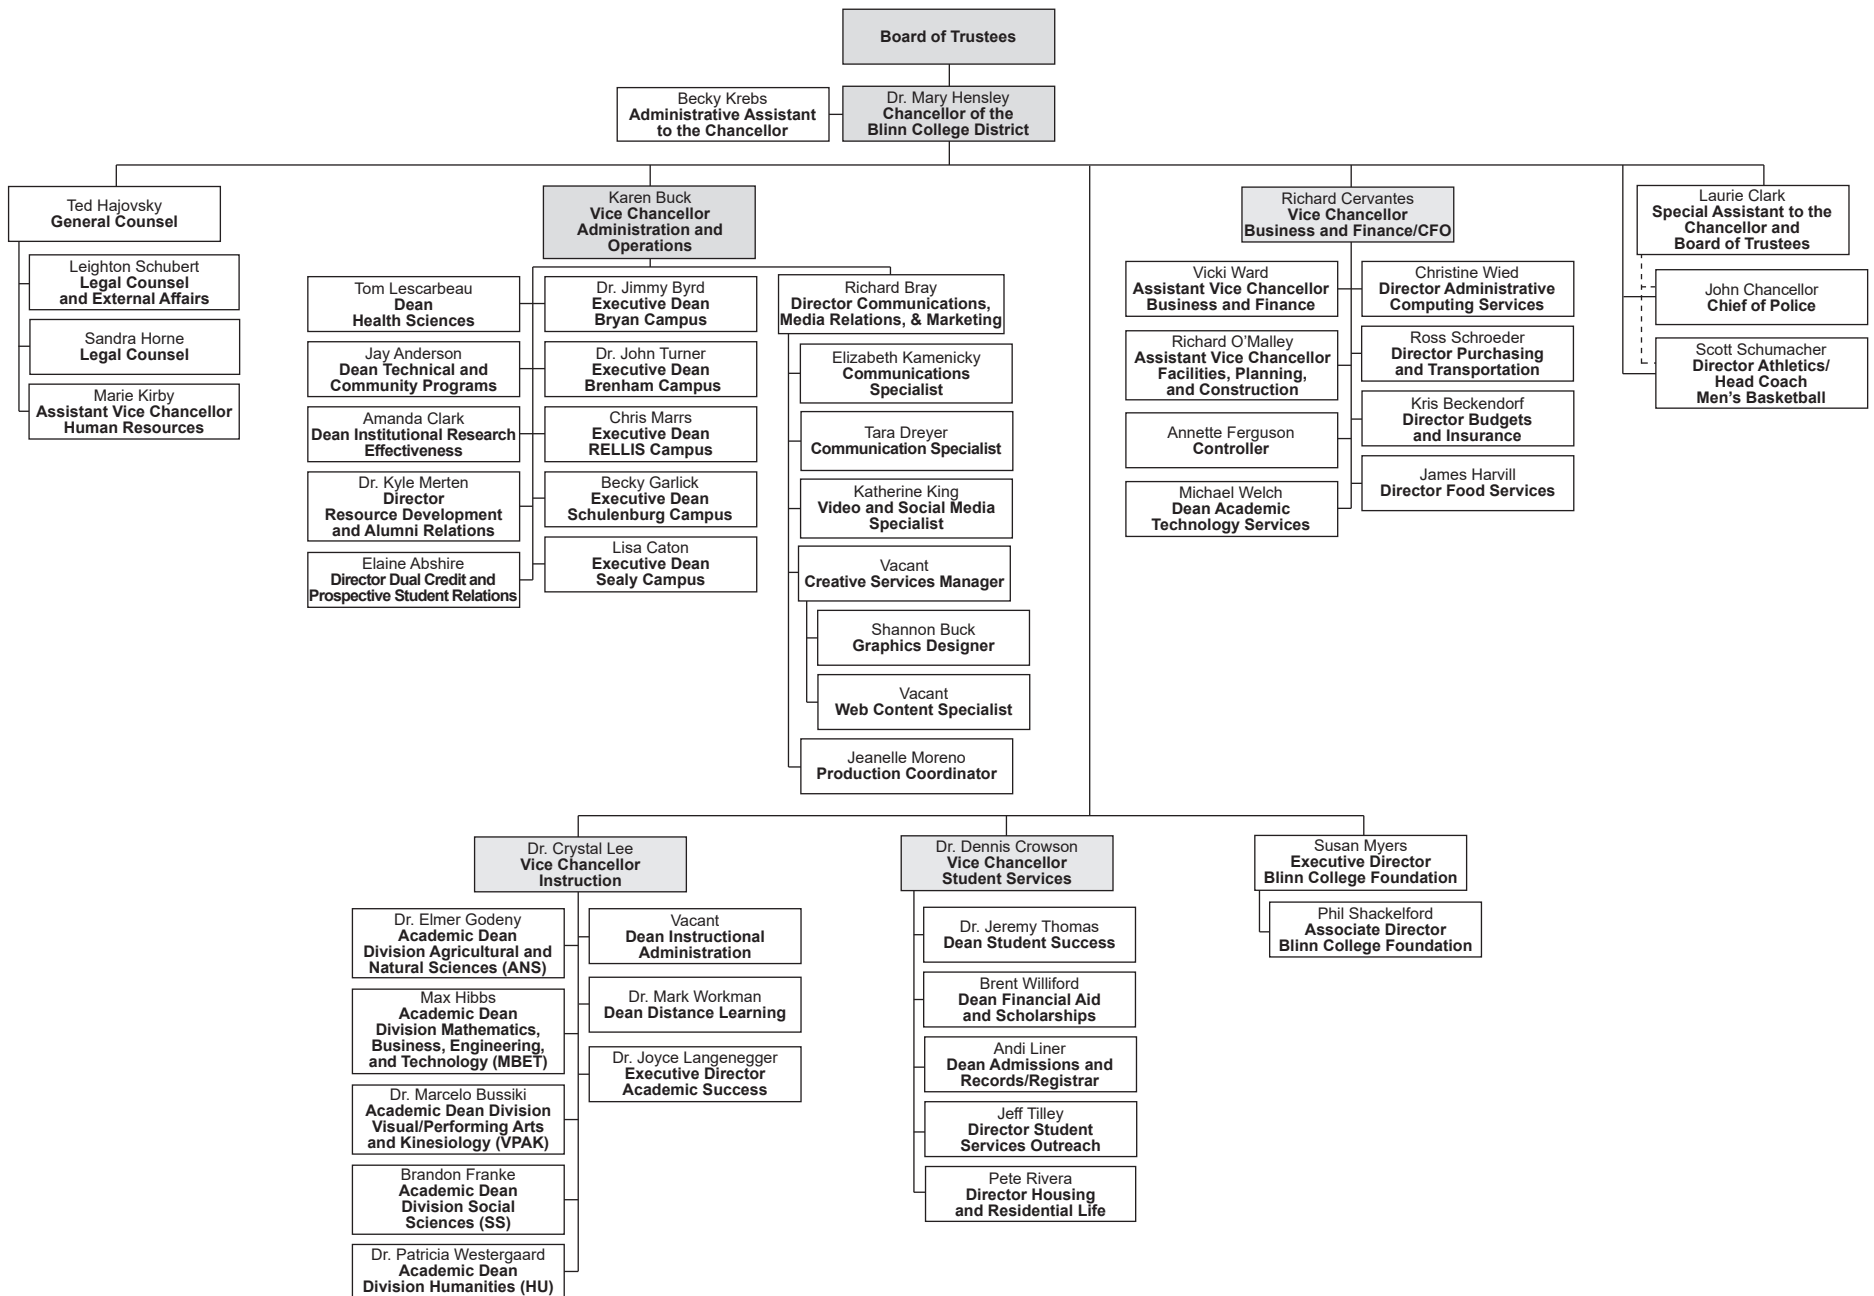 Board of Trustees
Becky Krebs
Administrative Assistant
to the Chancellor
Dr. Mary Hensley
Chancellor of the
Blinn College District
Ted Hajovsky
General Counsel
Leighton Schubert
Legal Counsel
and External Affairs
Sandra Horne
Legal Counsel
Marie Kirby
Assistant Vice Chancellor
Human Resources
Karen Buck
Vice Chancellor
Administration and
Operations
Tom Lescarbeau
Dean
Health Sciences
Jay Anderson
Dean Technical and
Community Programs
Amanda Clark
Dean Institutional Research
Effectiveness
Dr. Kyle Merten
Director
Resource Development
and Alumni Relations
Elaine Abshire
Director Dual Credit and
Prospective Student Relations
Dr. Jimmy Byrd
Executive Dean
Bryan Campus
Dr. John Turner
Executive Dean
Brenham Campus
Chris Marrs
Executive Dean
RELLIS Campus
Becky Garlick
Executive Dean
Schulenburg Campus
Lisa Caton
Executive Dean
Sealy Campus
Richard Bray
Director Communications,
Media Relations, & Marketing
Elizabeth Kamenicky
Communications
Specialist
Tara Dreyer
Communication Specialist
Katherine King
Video and Social Media
Specialist
Vacant
Creative Services Manager
Shannon Buck
Graphics Designer
Vacant
Web Content Specialist
Jeanelle Moreno
Production Coordinator
Richard Cervantes
Vice Chancellor
Business and Finance/CFO
Vicki Ward
Assistant Vice Chancellor
Business and Finance
Richard O’Malley
Assistant Vice Chancellor
Facilities, Planning,
and Construction
Annette Ferguson
Controller
Michael Welch
Dean Academic
Technology Services
Christine Wied
Director Administrative
Computing Services
Ross Schroeder
Director Purchasing
and Transportation
Kris Beckendorf
Director Budgets
and Insurance
James Harvill
Director Food Services
Laurie Clark
Special Assistant to the
Chancellor and
Board of Trustees
John Chancellor
Chief of Police
Scott Schumacher
Director Athletics/
Head Coach
Men’s Basketball
Dr. Crystal Lee
Vice Chancellor
Instruction
Dr. Elmer Godeny
Academic Dean
Division Agricultural and
Natural Sciences (ANS)
Max Hibbs
Academic Dean
Division Mathematics,
Business, Engineering,
and Technology (MBET)
Dr. Marcelo Bussiki
Academic Dean Division
Visual/Performing Arts
and Kinesiology (VPAK)
Brandon Franke
Academic Dean
Division Social
Sciences (SS)
Dr. Patricia Westergaard
Academic Dean
Division Humanities (HU)
Vacant
Dean Instructional
Administration
Dr. Mark Workman
Dean Distance Learning
Dr. Joyce Langenegger
Executive Director
Academic Success
Dr. Dennis Crowson
Vice Chancellor
Student Services
Dr. Jeremy Thomas
Dean Student Success
Brent Williford
Dean Financial Aid
and Scholarships
Andi Liner
Dean Admissions and
Records/Registrar
Jeff Tilley
Director Student
Services Outreach
Pete Rivera
Director Housing
and Residential Life
Susan Myers
Executive Director
Blinn College Foundation
Phil Shackelford
Associate Director
Blinn College Foundation